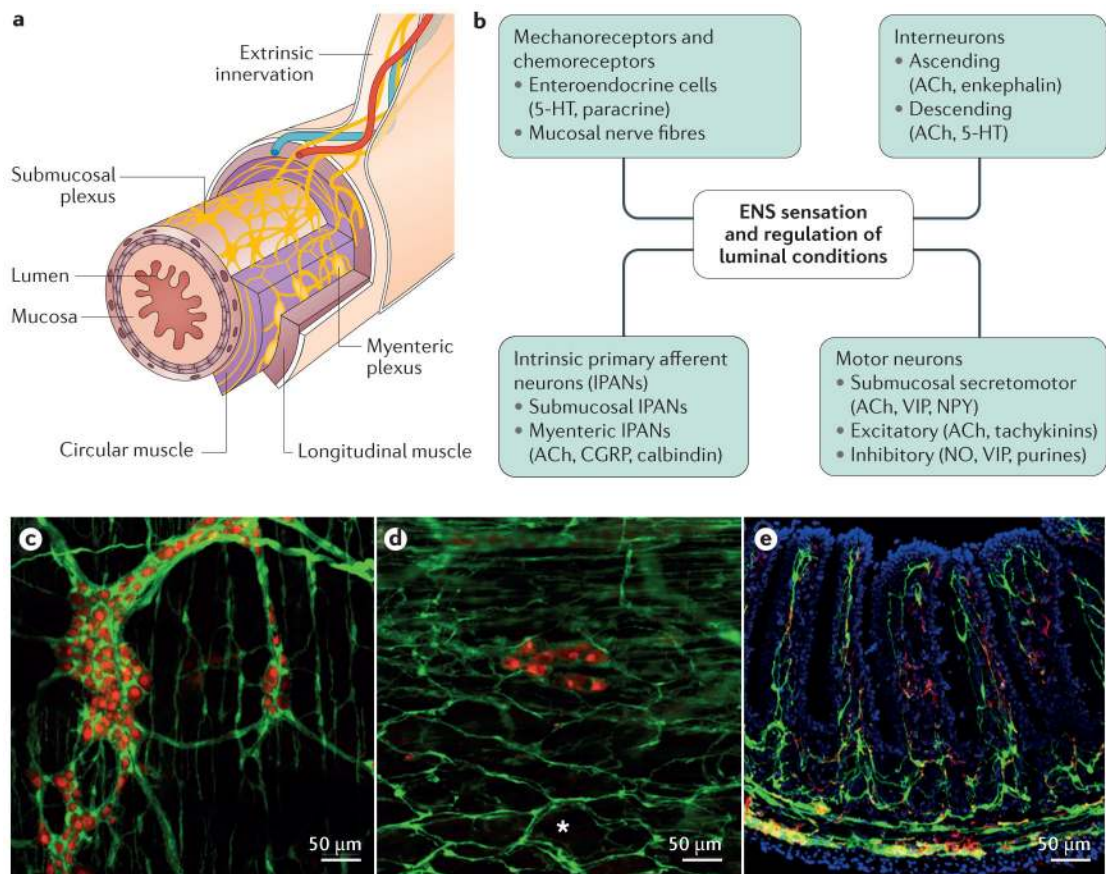 a
Extrinsic
innervation
Submucosal
plexus
Lumen
Mucosa
Myenteric
plexus
Circular muscle
Longitudinal muscle
b
Mechanoreceptors and
chemoreceptors
• Enteroendocrine cells
(5-HT, paracrine)
• Mucosal nerve fibres
Interneurons
• Ascending
(ACh, enkephalin)
• Descending
(ACh, 5-HT)
ENS sensation
and regulation of
luminal conditions
Intrinsic primary afferent
neurons (IPANs)
• Submucosal IPANs
• Myenteric IPANs
(ACh, CGRP, calbindin)
Motor neurons
• Submucosal secretomotor
(ACh, VIP, NPY)
• Excitatory (ACh, tachykinins)
• Inhibitory (NO, VIP, purines)
c
50 μm
d
*
50 μm
e
50 μm